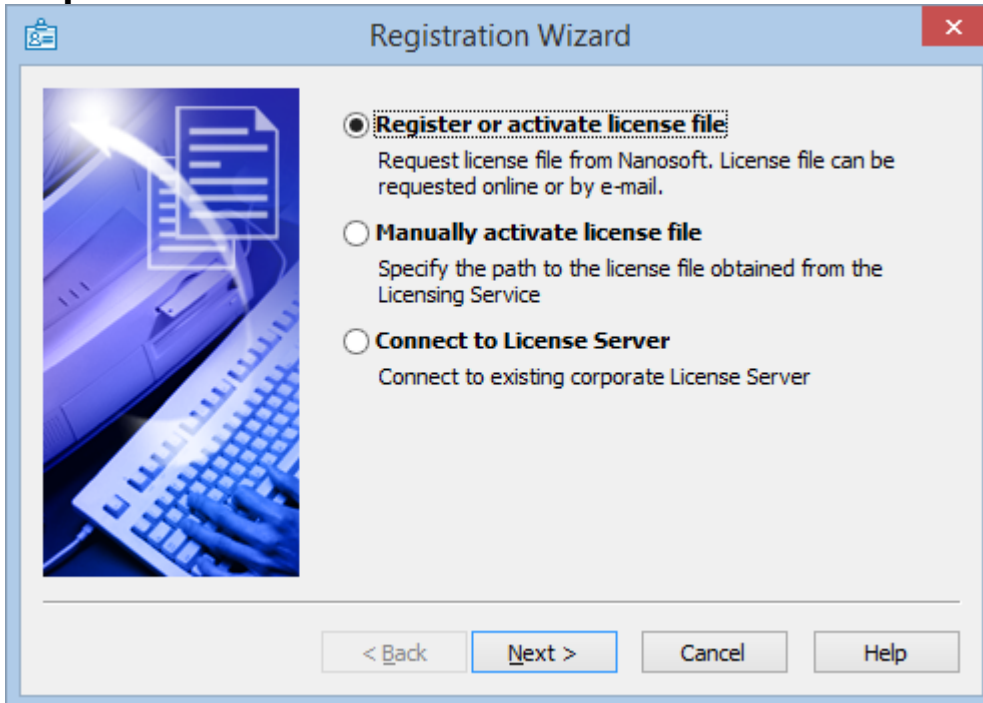 Registration Wizard
Register or activate license file
Request license file from Nanosoft. License file can be
requested online or by e-mail.
Manually activate license file
Specify the path to the license file obtained from the
Licensing Service
Connect to License Server
Connect to existing corporate License Server
< Back
Next >
Cancel
Help